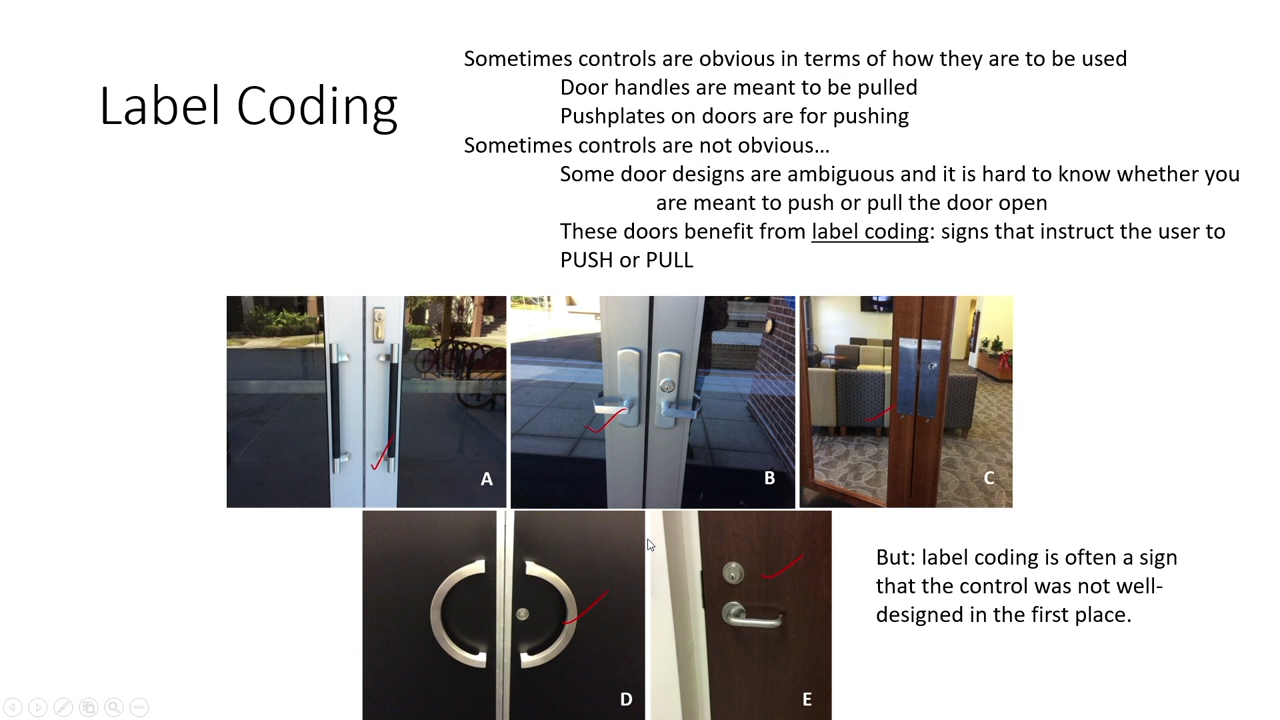 Label Coding
Sometimes controls are obvious in terms of how they are to be used
Door handles are meant to be pulled
Pushplates on doors are for pushing
Sometimes controls are not obvious…
Some door designs are ambiguous and it is hard to know whether you
are meant to push or pull the door open
These doors benefit from label coding: signs that instruct the user to
PUSH or PULL
A
B
C
D
E
But: label coding is often a sign
that the control was not well-
designed in the first place.